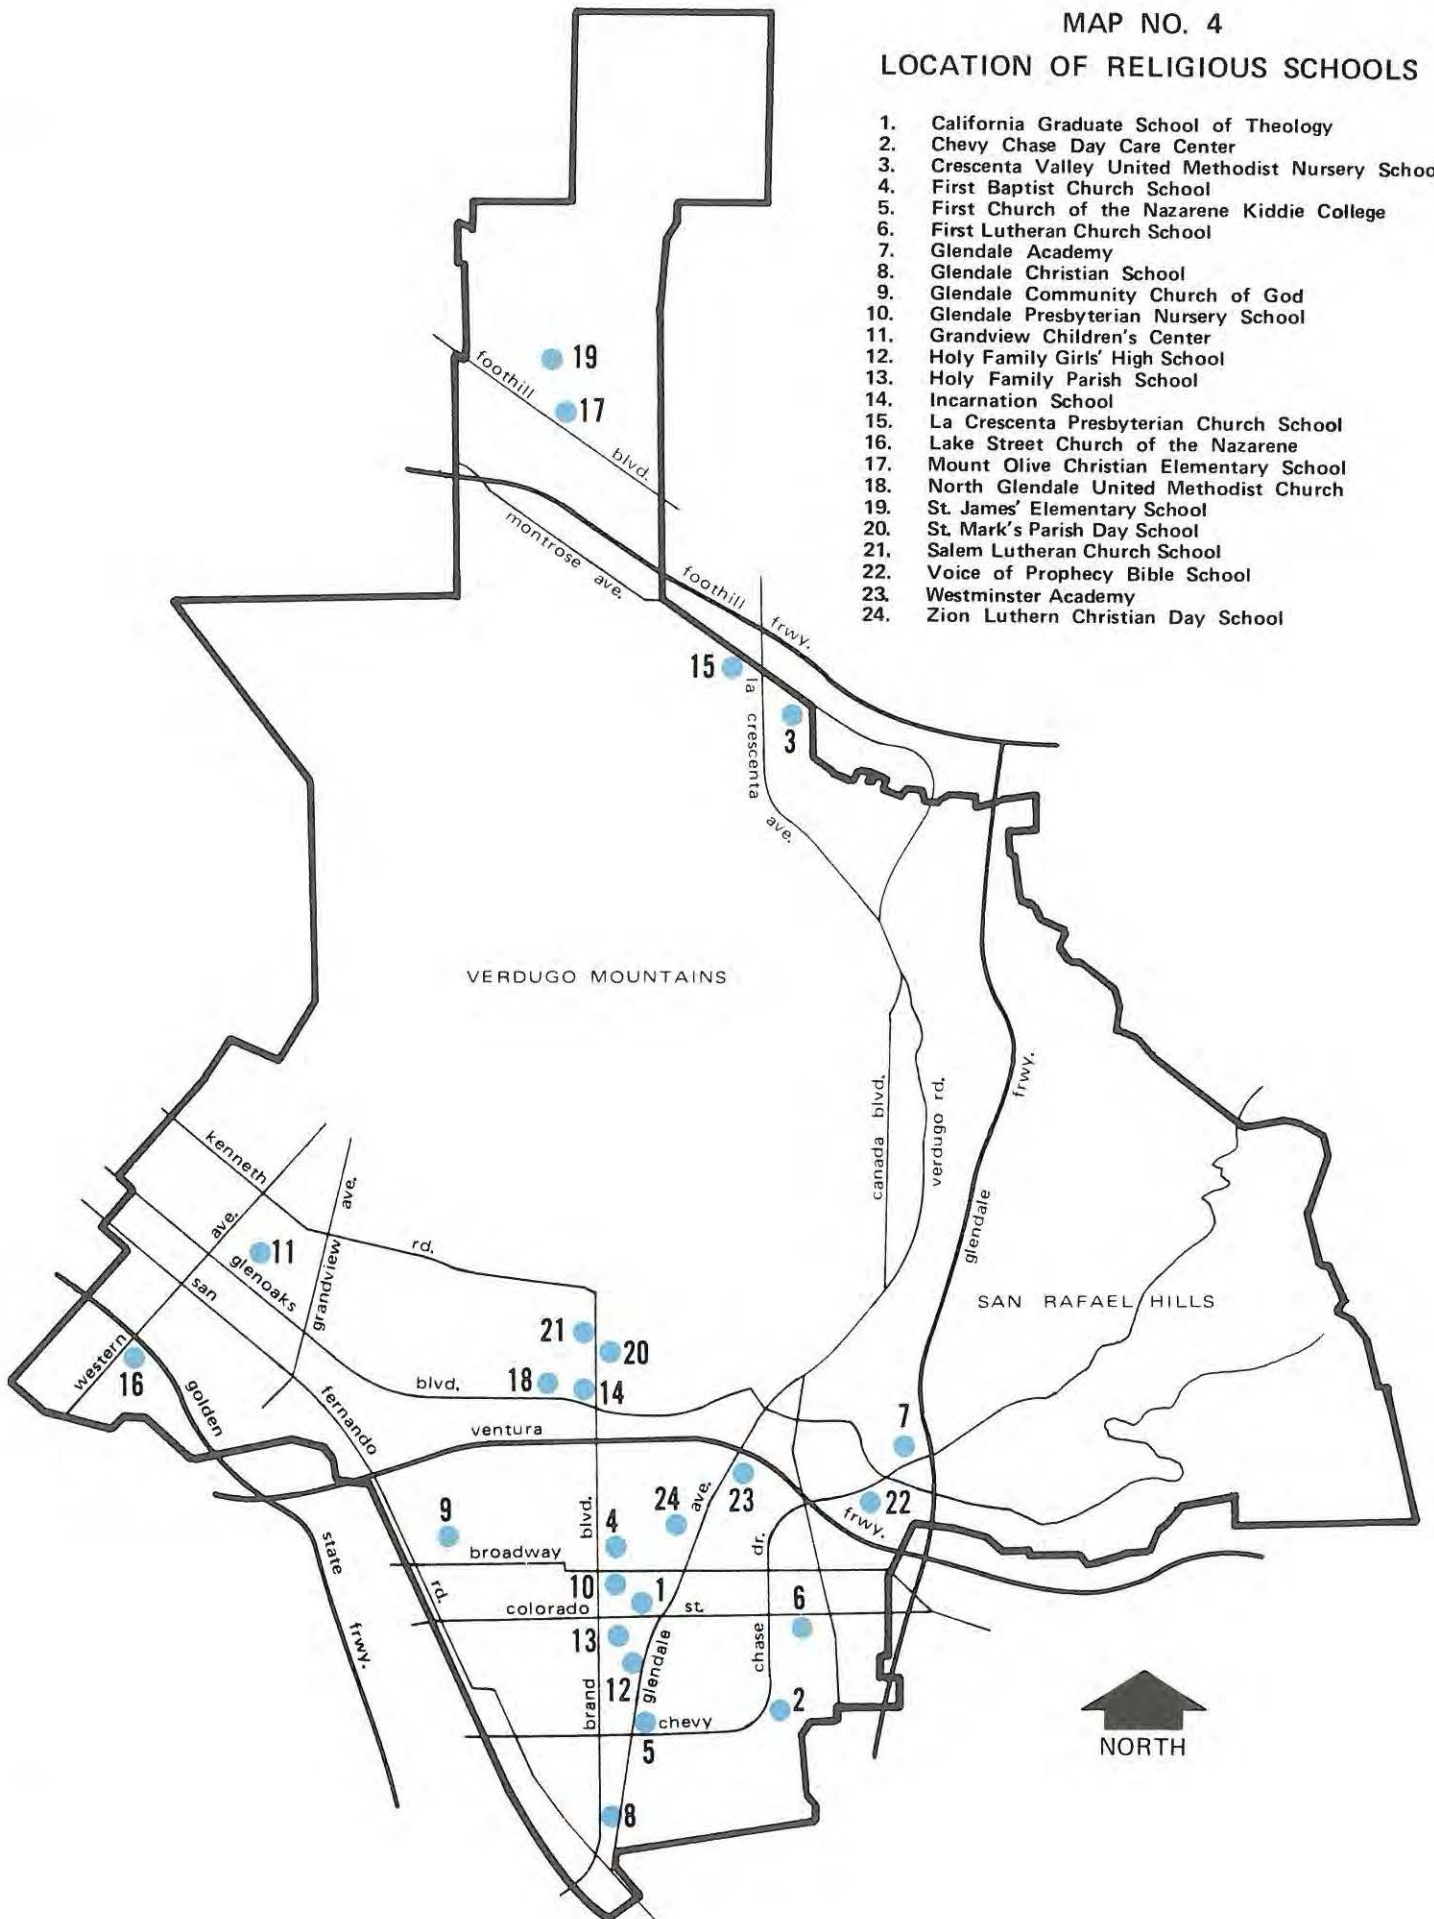 MAP NO. 4
LOCATION OF RELIGIOUS SCHOOLS
1. California Graduate School of Theology
2. Chevy Chase Day Care Center
3. Crescenta Valley United Methodist Nursery Schoo
4. First Baptist Church School
5. First Church of the Nazarene Kiddie College
6. First Lutheran Church School
7. Glendale Academy
8. Glendale Christian School
9. Glendale Community Church of God
10. Glendale Presbyterian Nursery School
11. Grandview Children's Center
12. Holy Family Girls' High School
13. Holy Family Parish School
14. Incarnation School
15. La Crescenta Presbyterian Church School
16. Lake Street Church of the Nazarene
17. Mount Olive Christian Elementary School
18. North Glendale United Methodist Church
19. St. James' Elementary School
20. St. Mark's Parish Day School
21. Salem Lutheran Church School
22. Voice of Prophecy Bible School
23. Westminster Academy
24. Zion Luthern Christian Day School
19
foothill
17
blvd.
montrose ave.
foothill
frwy.
15
la crescenta
3
ave.
VERDUGO MOUNTAINS
canada blvd.
verdugo rd.
frwy.
glendale
SAN RAFAEL HILLS
kenneth
rd.
ave.
ave.
grandview
11
glenoaks
san
western
16
golden
fernando
21
20
18
14
blvd.
ventura
7
9
blvd.
4
24
ave.
23
22
frwy.
dr.
broadway
state
rd.
10
1
colorado
st.
6
13
frwy.
12
glendale
chase
brand
2
chevy
5
8
NORTH